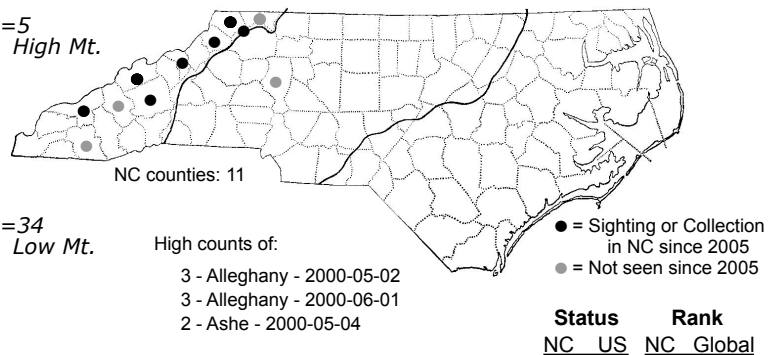 =5
High Mt.
NC counties: 11
=34
Low Mt.
High counts of:
3 - Alleghany - 2000-05-02
3 - Alleghany - 2000-06-01
2 - Ashe - 2000-05-04
= Sighting or Collection
in NC since 2005
= Not seen since 2005
Status Rank
NC US NC Global